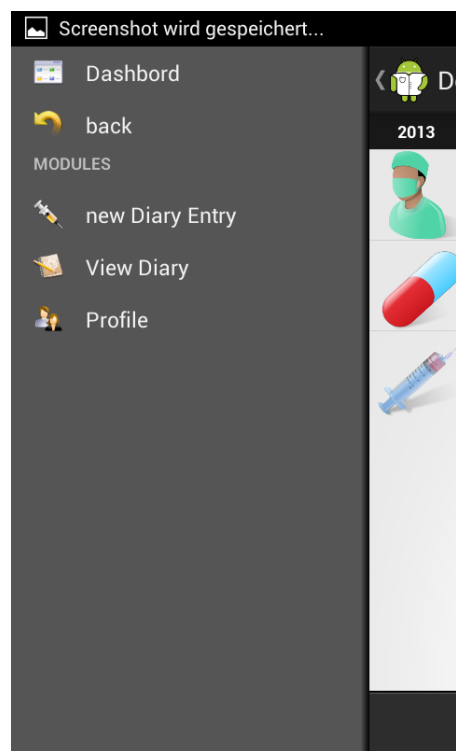 Screenshot wird gespeichert...
Dashbord
back
MODULES
new Diary Entry
View Diary
Profile
2013